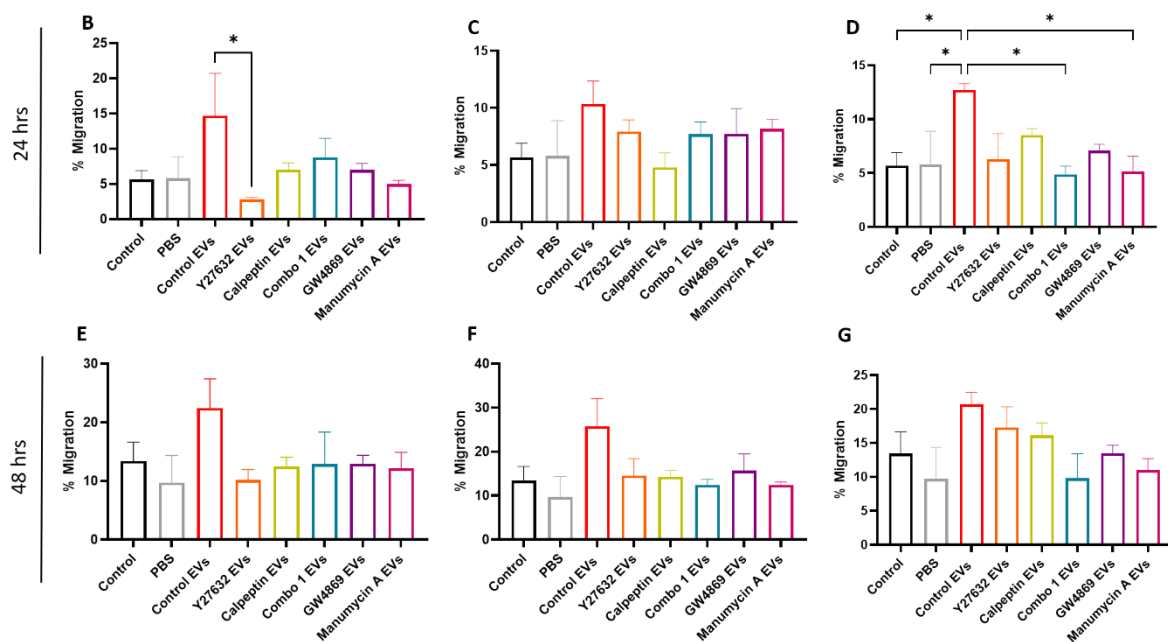 24 hrs
B
*
% Migration
25
20
15
10
5
0
Control
PBS
Control EVs
Y27632 EVs
Calpeptin EVs
Combo 1 EVs
GW4869 EVs
Manumycin A EVs
C
% Migration
15
10
5
0
Control
PBS
Control EVs
Y27632 EVs
Calpeptin EVs
Combo 1 EVs
GW4869 EVs
Manumycin A EVs
D
* *
* *
% Migration
15
10
5
0
Control
PBS
Control EVs
Y27632 EVs
Calpeptin EVs
Combo 1 EVs
GW4869 EVs
Manumycin A EVs
48 hrs
E
% Migration
30
20
10
0
Control
PBS
Control EVs
Y27632 EVs
Calpeptin EVs
Combo 1 EVs
GW4869 EVs
Manumycin A EVs
F
% Migration
40
30
20
10
0
Control
PBS
Control EVs
Y27632 EVs
Calpeptin EVs
Combo 1 EVs
GW4869 EVs
Manumycin A EVs
G
% Migration
25
20
15
10
5
0
Control
PBS
Control EVs
Y27632 EVs
Calpeptin EVs
Combo 1 EVs
GW4869 EVs
Manumycin A EVs